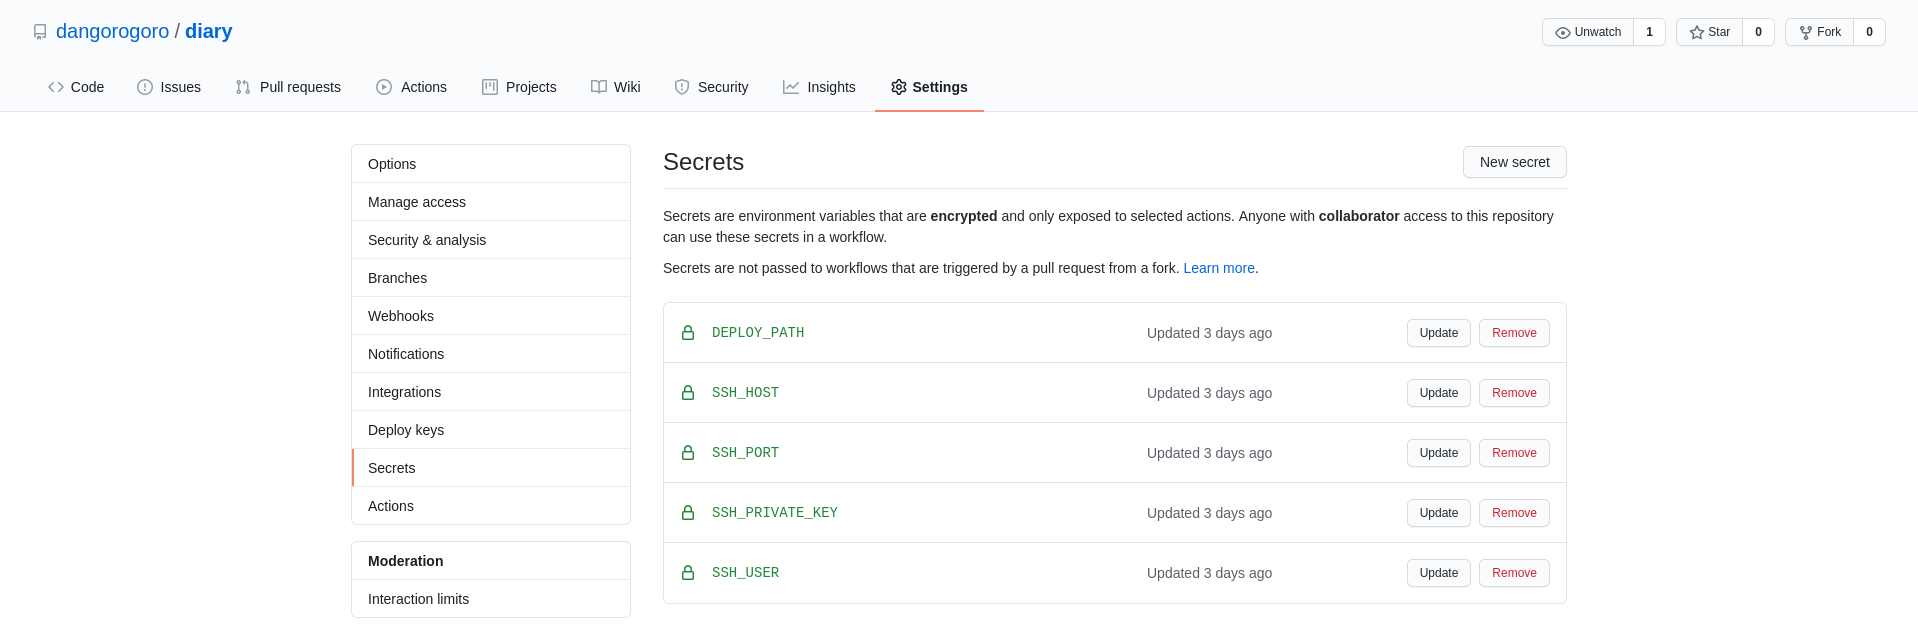 dangorogoro / diary
Unwatch 1 Star 0 Fork 0
Code Issues Pull requests Actions Projects Wiki Security Insights Settings
Options
Manage access
Security & analysis
Branches
Webhooks
Notifications
Integrations
Deploy keys
Secrets
Actions
Moderation
Interaction limits
Secrets New secret
Secrets are environment variables that are encrypted and only exposed to selected actions. Anyone with collaborator access to this repository
can use these secrets in a workflow.
Secrets are not passed to workflows that are triggered by a pull request from a fork. Learn more.
DEPLOY_PATH Updated 3 days ago Update Remove
SSH_HOST Updated 3 days ago Update Remove
SSH_PORT Updated 3 days ago Update Remove
SSH_PRIVATE_KEY Updated 3 days ago Update Remove
SSH_USER Updated 3 days ago Update Remove